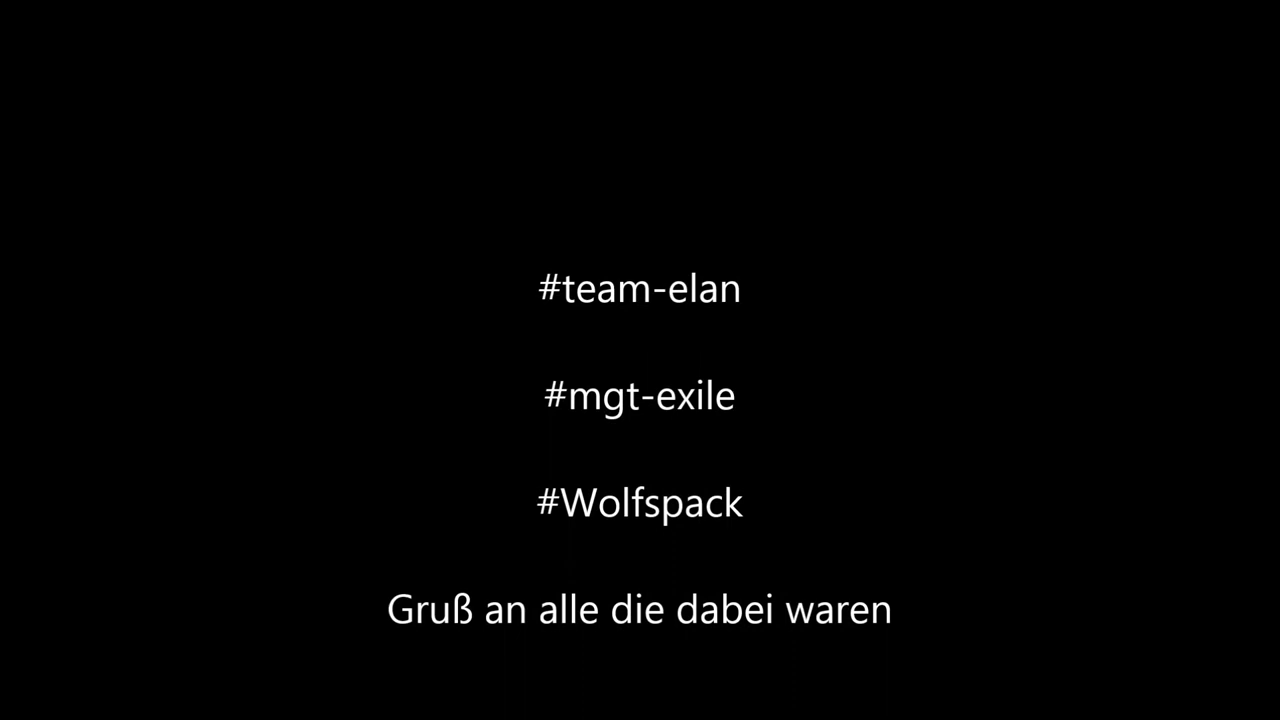 #team-elan
#mgt-exile
#Wolfspack
Gruß an alle die dabei waren